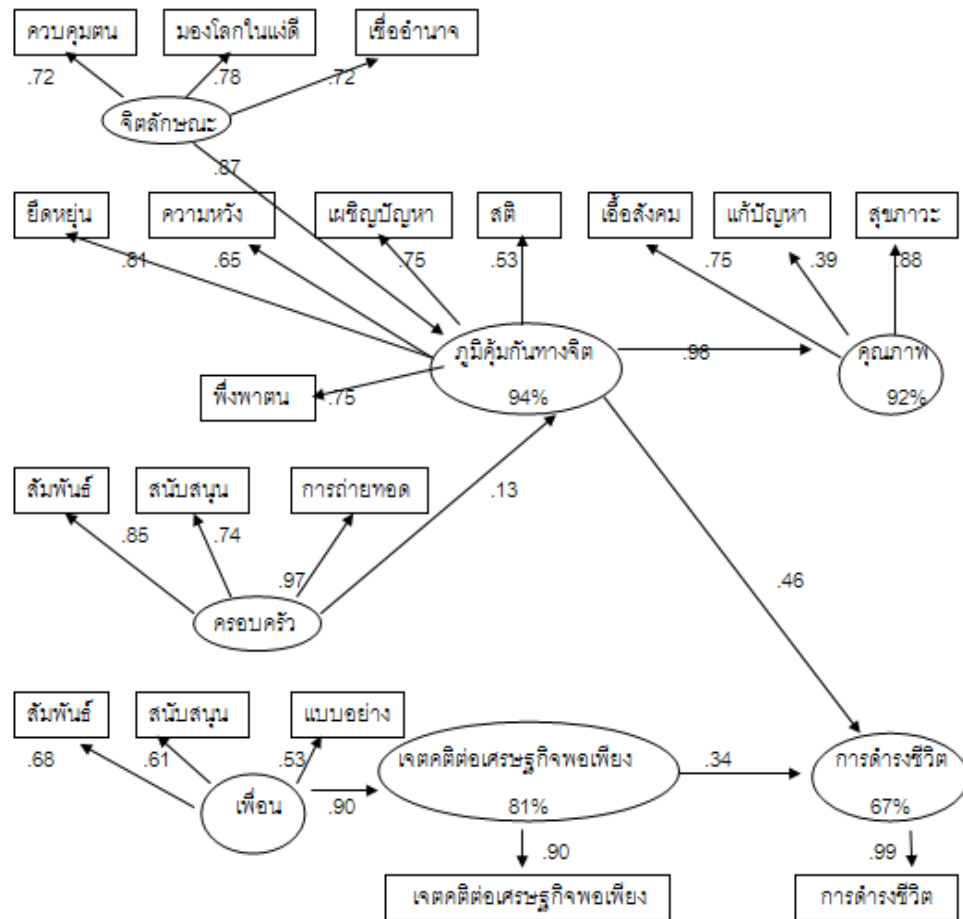 ควบคุมตน มองโลกในแง่ดี เชื่ออำนาจ
.72 .78 .72
จิตลักษณะ
.87
ยืดหยุ่น ความหวัง เผชิญปัญหา สติ เอื้อสังคม แก้ปัญหา สุขภาวะ
.81 .65 .75 .53 .75 .39 .88
ภูมิคุ้มกันทางจิต .98 คุณภาพ
94% 92%
พึ่งพาตน .75
สัมพันธ์ สนับสนุน การถ่ายทอด
.13
.85 .74 .97
.46
ครอบครัว
สัมพันธ์ สนับสนุน แบบอย่าง
.68 .61 .53
เจตคติต่อเศรษฐกิจพอเพียง .34 การดำรงชีวิต
เพื่อน .90 81% 67%
.90 .99
เจตคติต่อเศรษฐกิจพอเพียง การดำรงชีวิต